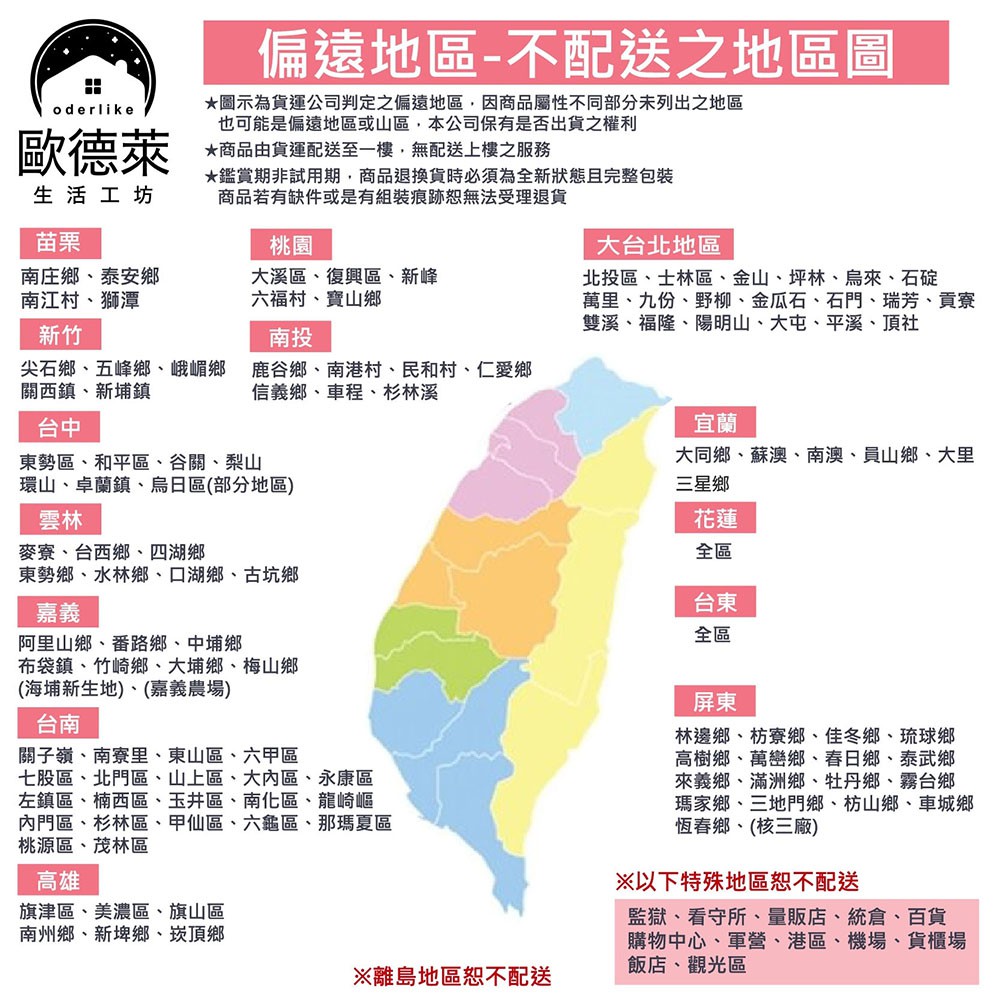 oderlike
歐德萊
生活工坊
偏遠地區-不配送之地區圖
★圖示為貨運公司判定之偏遠地區，因商品屬性不同部分未列出之地區
也可能是偏遠地區或山區，本公司保有是否出貨之權利
★商品由貨運配送至一樓，無配送上樓之服務
★鑑賞期非試用期，商品退換貨時必須為全新狀態且完整包裝
商品若有缺件或是有組裝痕跡恕無法受理退貨
苗栗
南庄鄉、泰安鄉
南江村、獅潭
桃園
大溪區、復興區、新峰
六福村、寶山鄉
大台北地區
北投區、士林區、金山、坪林、烏來、石碇
萬里、九份、野柳、金瓜石、石門、瑞芳、貢寮
雙溪、福隆、陽明山、大屯、平溪、頂社
新竹
尖石鄉、五峰鄉、峨嵋鄉
關西鎮、新埔鎮
南投
鹿谷鄉、南港村、民和村、仁愛鄉
信義鄉、車程、杉林溪
台中
東勢區、和平區、谷關、梨山
環山、卓蘭鎮、烏日區(部分地區)
宜蘭
大同鄉、蘇澳、南澳、員山鄉、大里
三星鄉
雲林
麥寮、台西鄉、四湖鄉
東勢鄉、水林鄉、口湖鄉、古坑鄉
花蓮
全區
嘉義
阿里山鄉、番路鄉、中埔鄉
布袋鎮、竹崎鄉、大埔鄉、梅山鄉
(海埔新生地)、(嘉義農場)
台東
全區
台南
關子嶺、南寮里、東山區、六甲區
七股區、北門區、山上區、大內區、永康區
左鎮區、楠西區、玉井區、南化區、龍崎嶇
內門區、杉林區、甲仙區、六龜區、那瑪夏區
桃源區、茂林區
屏東
林邊鄉、枋寮鄉、佳冬鄉、琉球鄉
高樹鄉、萬巒鄉、春日鄉、泰武鄉
來義鄉、滿洲鄉、牡丹鄉、霧台鄉
瑪家鄉、三地門鄉、枋山鄉、車城鄉
恆春鄉、(核三廠)
高雄
旗津區、美濃區、旗山區
南州鄉、新埤鄉、崁頂鄉
※以下特殊地區恕不配送
監獄、看守所、量販店、統倉、百貨
購物中心、軍營、港區、機場、貨櫃場
飯店、觀光區
※離島地區恕不配送